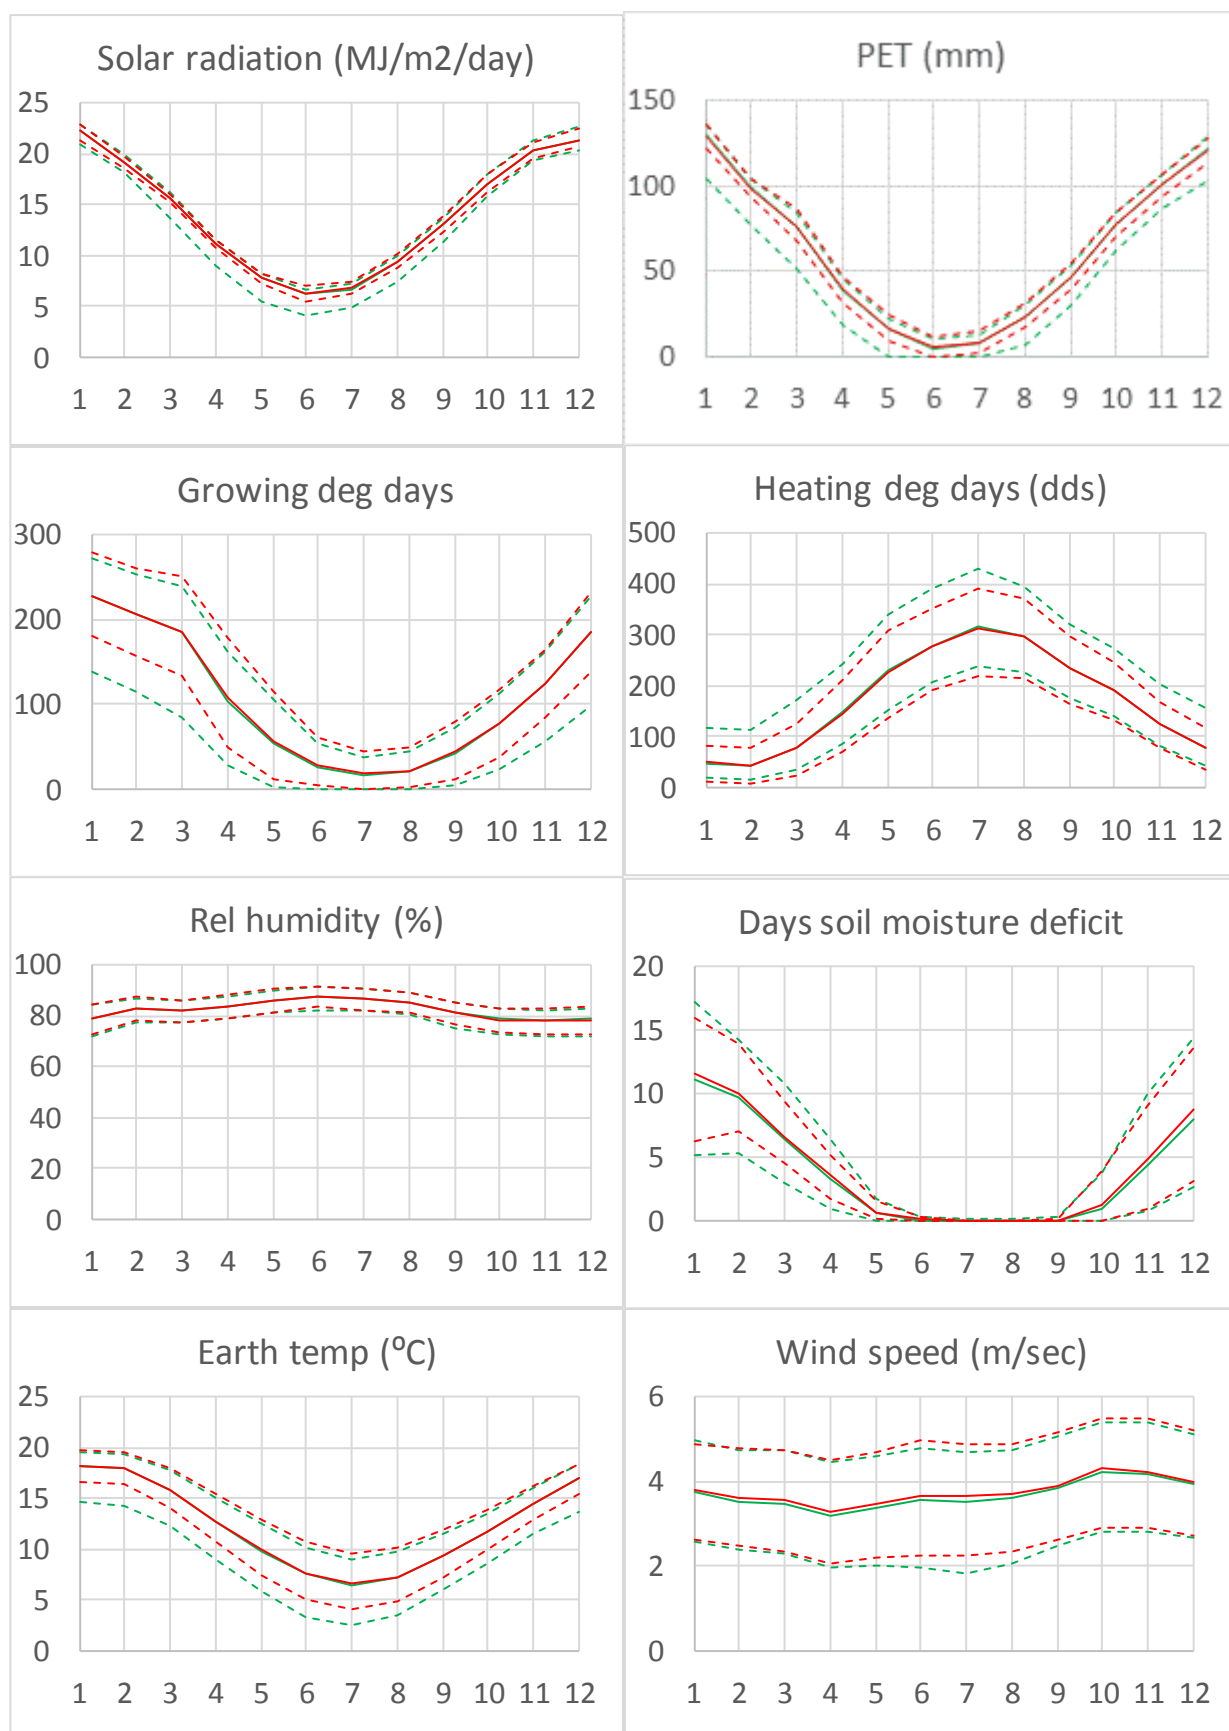 Solar radiation (MJ/m2/day)
25
20
15
10
5
0
1 2 3 4 5 6 7 8 9 10 11 12
PET (mm)
150
100
50
0
1 2 3 4 5 6 7 8 9 10 11 12
Growing deg days
300
200
100
0
1 2 3 4 5 6 7 8 9 10 11 12
Heating deg days (dds)
500
400
300
200
100
0
1 2 3 4 5 6 7 8 9 10 11 12
Rel humidity (%)
100
80
60
40
20
0
1 2 3 4 5 6 7 8 9 10 11 12
Days soil moisture deficit
20
15
10
5
0
1 2 3 4 5 6 7 8 9 10 11 12
Earth temp (⁰C)
25
20
15
10
5
0
1 2 3 4 5 6 7 8 9 10 11 12
Wind speed (m/sec)
6
4
2
0
1 2 3 4 5 6 7 8 9 10 11 12